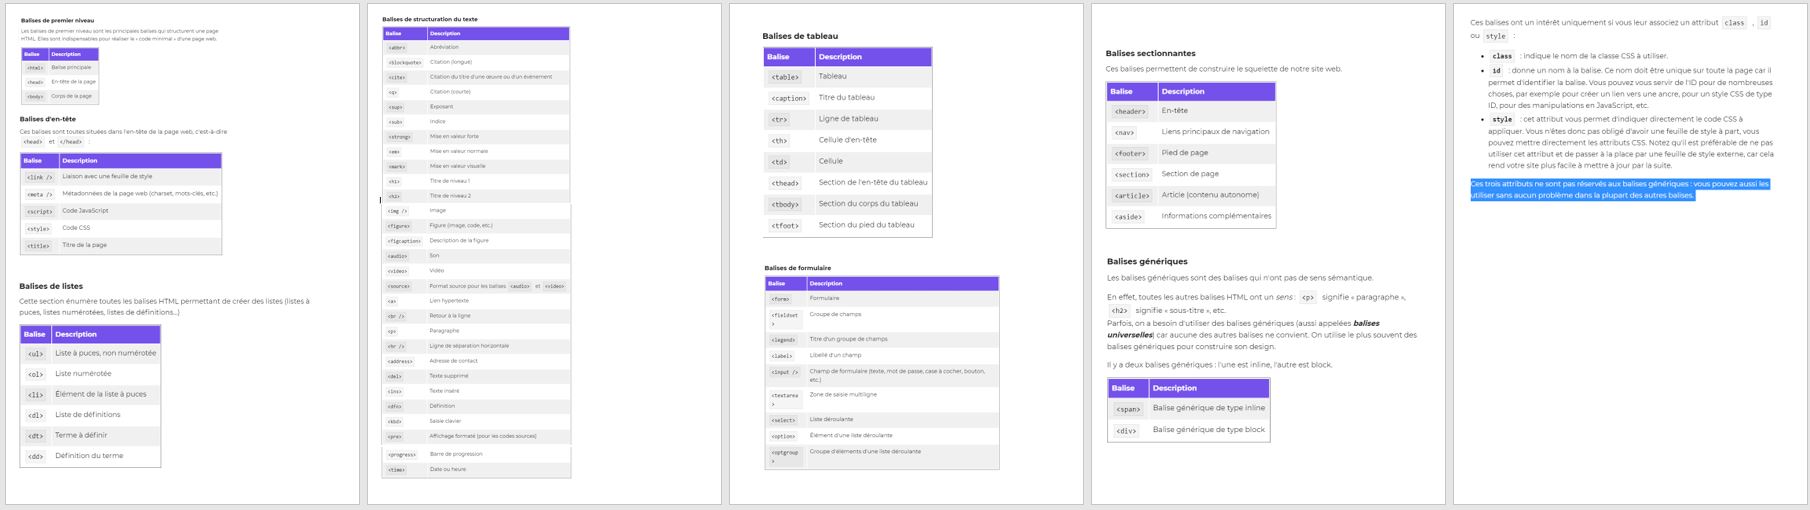 Balises de premier niveau
Les balises de premier niveau sont les principales balises qui structurent une page
HTML. Elles sont indispensables pour réaliser le « code minimal » d'une page web.
Balise Description
<html> Balise principale
<head> En-tête de la page
<body> Corps de la page
Balises d'en-tête
Ces balises sont toutes situées dans l'en-tête de la page web, c'est-à-dire
<head> et </head> :
Balise Description
<link /> Liaison avec une feuille de style
<meta /> Métadonnées de la page web (charset, mots-clés, etc.)
<script> Code JavaScript
<style> Code CSS
<title> Titre de la page
Balises de listes
Cette section énumère toutes les balises HTML permettant de créer des listes (listes à
puces, listes numérotées, listes de définitions…)
Balise Description
<ul> Liste à puces, non numérotée
<ol> Liste numérotée
<li> Élément de la liste à puces
<dl> Liste de définitions
<dt> Terme à définir
<dd> Définition du terme
Balises de structuration du texte
Balise Description
<abbr> Abréviation
<blockquote> Citation (longue)
<cite> Citation du titre d'une œuvre ou d'un évènement
<q> Citation (courte)
<sup> Exposant
<sub> Indice
<strong> Mise en valeur forte
<em> Mise en valeur normale
<mark> Mise en valeur visuelle
<h1> Titre de niveau 1
<h2> Titre de niveau 2
<img /> Image
<figure> Figure (image, code, etc.)
<figcaption> Description de la figure
<audio> Son
<video> Vidéo
<source> Format source pour les balises <audio> et <video>
<a> Lien hypertexte
<br /> Retour à la ligne
<p> Paragraphe
<hr /> Ligne de séparation horizontale
<address> Adresse de contact
<del> Texte supprimé
<ins> Texte inséré
<dfn> Définition
<kbd> Saisie clavier
<pre> Affichage formaté (pour les codes sources)
<progress> Barre de progression
<time> Date ou heure
Balises de tableau
Balise Description
<table> Tableau
<caption> Titre du tableau
<tr> Ligne de tableau
<th> Cellule d'en-tête
<td> Cellule
<thead> Section de l'en-tête du tableau
<tbody> Section du corps du tableau
<tfoot> Section du pied du tableau
Balises de formulaire
Balise Description
<form> Formulaire
<fieldset Groupe de champs
>
<legend> Titre d'un groupe de champs
<label> Libellé d'un champ
<input /> Champ de formulaire (texte, mot de passe, case à cocher, bouton,
etc.)
<textarea Zone de saisie multiligne
>
<select> Liste déroulante
<option> Élément d'une liste déroulante
<optgroup Groupe d'éléments d'une liste déroulante
>
Balises sectionnantes
Ces balises permettent de construire le squelette de notre site web.
Balise Description
<header> En-tête
<nav> Liens principaux de navigation
<footer> Pied de page
<section> Section de page
<article> Article (contenu autonome)
<aside> Informations complémentaires
Balises génériques
Les balises génériques sont des balises qui n'ont pas de sens sémantique.
En effet, toutes les autres balises HTML ont un sens : <p> signifie « paragraphe »,
<h2> signifie « sous-titre », etc.
Parfois, on a besoin d'utiliser des balises génériques (aussi appelées balises
universelles) car aucune des autres balises ne convient. On utilise le plus souvent des
balises génériques pour construire son design.
Il y a deux balises génériques : l'une est inline, l'autre est block.
Balise Description
<span> Balise générique de type inline
<div> Balise générique de type block
Ces balises ont un intérêt uniquement si vous leur associez un attribut class , id
ou style :
• class : indique le nom de la classe CSS à utiliser.
• id : donne un nom à la balise. Ce nom doit être unique sur toute la page car il
permet d'identifier la balise. Vous pouvez vous servir de l'ID pour de nombreuses
choses, par exemple pour créer un lien vers une ancre, pour un style CSS de type
ID, pour des manipulations en JavaScript, etc.
• style : cet attribut vous permet d'indiquer directement le code CSS à
appliquer. Vous n'êtes donc pas obligé d'avoir une feuille de style à part, vous
pouvez mettre directement les attributs CSS. Notez qu'il est préférable de ne pas
utiliser cet attribut et de passer à la place par une feuille de style externe, car cela
rend votre site plus facile à mettre à jour par la suite.
Ces trois attributs ne sont pas réservés aux balises génériques : vous pouvez aussi les
utiliser sans aucun problème dans la plupart des autres balises.